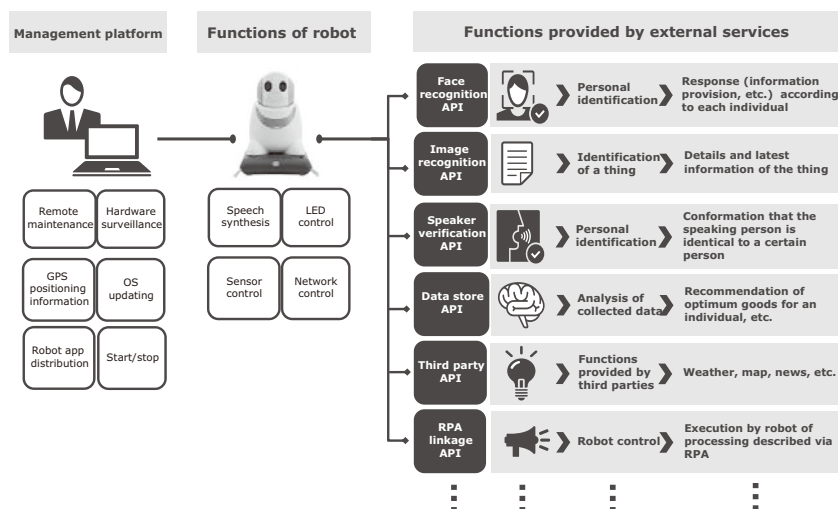 Management platform
Functions of robot
Functions provided by external services
Remote
maintenance
Hardware
surveillance
GPS
positioning
information
OS
updating
Robot app
distribution
Start/stop
Speech
synthesis
LED
control
Sensor
control
Network
control
Face
recognition
API
Personal
identification
Response (information
provision, etc.) according
to each individual
Image
recognition
API
Identification
of a thing
Details and latest
information of the thing
Speaker
verification
API
Personal
identification
Conformation that the
speaking person is
identical to a certain
person
Data store
API
Analysis of
collected data
Recommendation of
optimum goods for an
individual, etc.
Third party
API
Functions
provided by
third parties
Weather, map, news, etc.
RPA
linkage
API
Robot control
Execution by robot of
processing described via
RPA